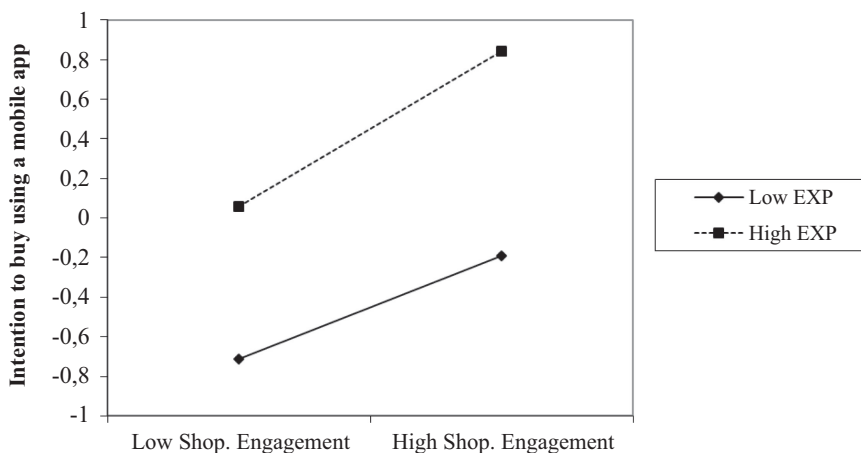 Intention to buy using a mobile app
1
0,8
0,6
0,4
0,2
0
-0,2
-0,4
-0,6
-0,8
-1
Low Shop. Engagement
High Shop. Engagement
Low EXP
High EXP